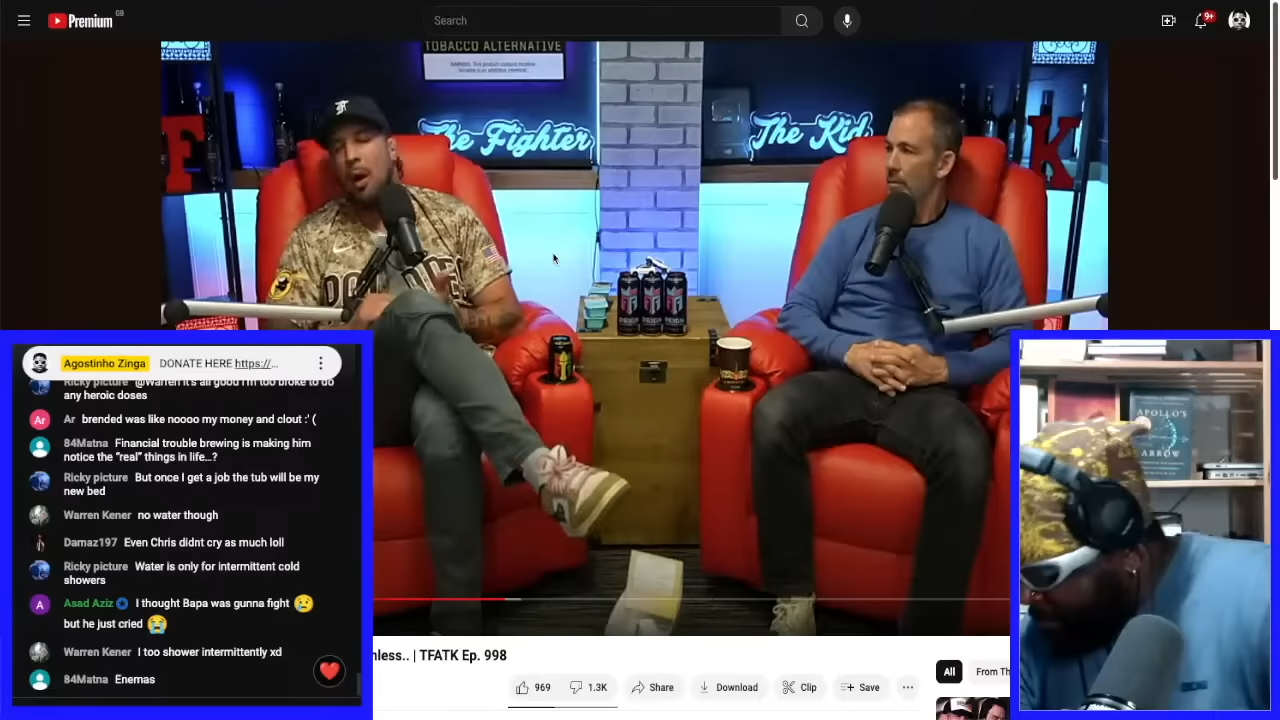 Premium GB
Search
9+
TOBACCO ALTERNATIVE
The Fighter
The Kid
F
K
REIGN
Agostinho Zinga DONATE HERE https://...
Ricky picture @Warren it's all good I'm too broke to do
any heroic doses
Ar Ar brended was like noooo my money and clout :' (
84Matna Financial trouble brewing is making him
notice the “real” things in life…?
Ricky picture But once I get a job the tub will be my
new bed
Warren Kener no water though
Damaz197 Even Chris didnt cry as much loll
Ricky picture Water is only for intermittent cold
showers
A Asad Aziz I thought Bapa was gunna fight 😢
but he just cried 😭
Warren Kener I too shower intermittently xd
84Matna Enemas
APOLLO'S
ARROW
nless.. | TFATK Ep. 998
969 1.3K Share Download Clip Save ...
All From Th